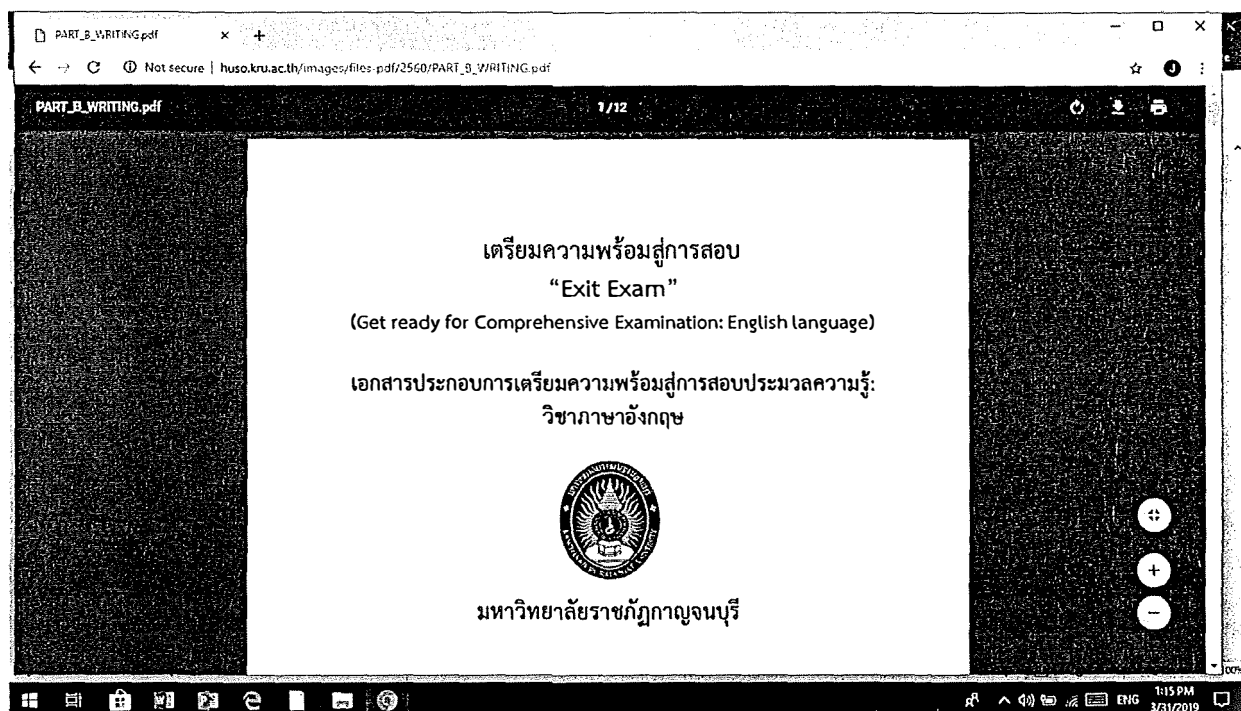 PART_B_WRITING.pdf
Not secure | huso.kru.ac.th/images/files-pdf/2560/PART_B_WRITING.pdf
PART_B_WRITING.pdf 1/12
เตรียมความพร้อมสู่การสอบ
“Exit Exam”
(Get ready for Comprehensive Examination: English language)
เอกสารประกอบการเตรียมความพร้อมสู่การสอบประมวลความรู้:
วิชาภาษาอังกฤษ
มหาวิทยาลัยราชภัฏกาญจนบุรี
ENG 1:15 PM
3/31/2019